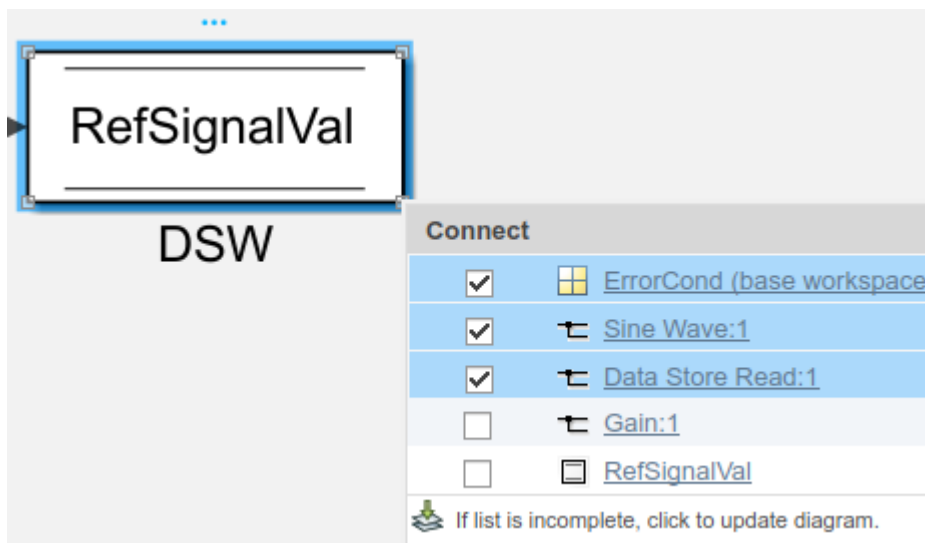 RefSignalVal
DSW
Connect
ErrorCond (base workspace
Sine Wave:1
Data Store Read:1
Gain:1
RefSignalVal
If list is incomplete, click to update diagram.